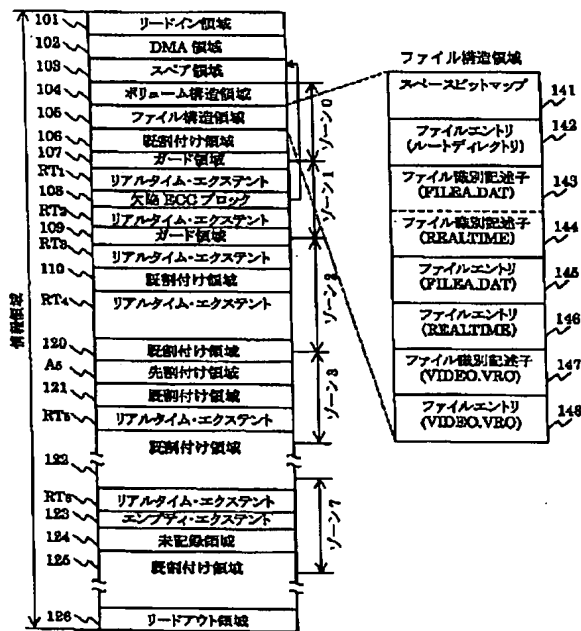 101 リードイン領域
102 DMA 領域
103 スペア領域
104 ボリューム構造領域
105 ファイル構造領域
106 既割付け領域
107 ガード領域
RT1 リアルタイム・エクステント
108 欠陥 ECC ブロック
RT2 リアルタイム・エクステント
109 ガード領域
RT3 リアルタイム・エクステント
110 既割付け領域
RT4 リアルタイム・エクステント
120 既割付け領域
A5 先割付け領域
121 既割付け領域
RT5 リアルタイム・エクステント
既割付け領域
122
RT6 リアルタイム・エクステント
123 エンプティ・エクステント
124 未記録領域
125 既割付け領域
126 リードアウト領域
情報領域
ゾーン0
ゾーン1
ゾーン2
ゾーン3
ゾーン7
ファイル構造領域
スペースビットマップ 141
ファイルエントリ
(ルートディレクトリ) 142
ファイル識別記述子
(FILEA.DAT) 143
ファイル識別記述子
(REALTIME) 144
ファイルエントリ
(FILEA.DAT) 145
ファイルエントリ
(REALTIME) 146
ファイル識別記述子
(VIDEO.VRO) 147
ファイルエントリ
(VIDEO.VRO) 148